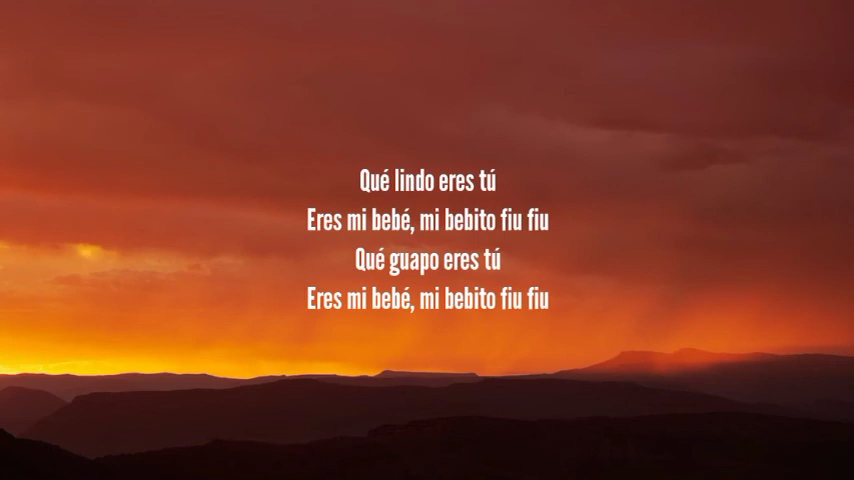 Qué lindo eres tú
Eres mi bebé, mi bebito fiu fiu
Qué guapo eres tú
Eres mi bebé, mi bebito fiu fiu